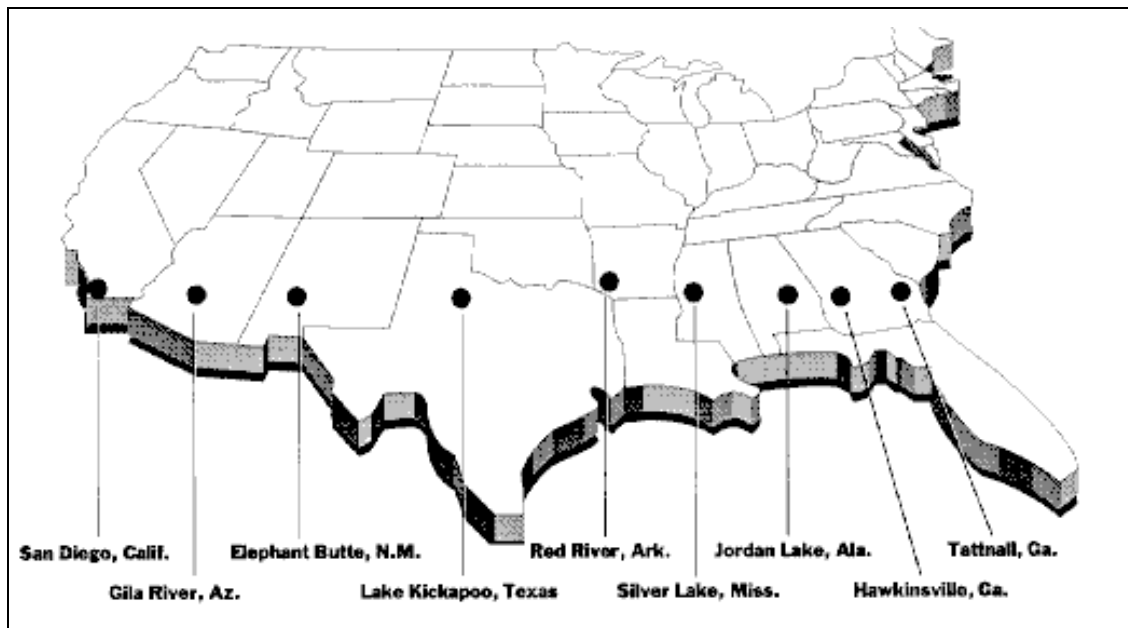 San Diego, Calif.
Elephant Butte, N.M.
Red River, Ark.
Jordan Lake, Ala.
Tattnall, Ga.
Gila River, Az.
Lake Kickapoo, Texas
Silver Lake, Miss.
Hawkinsville, Ga.